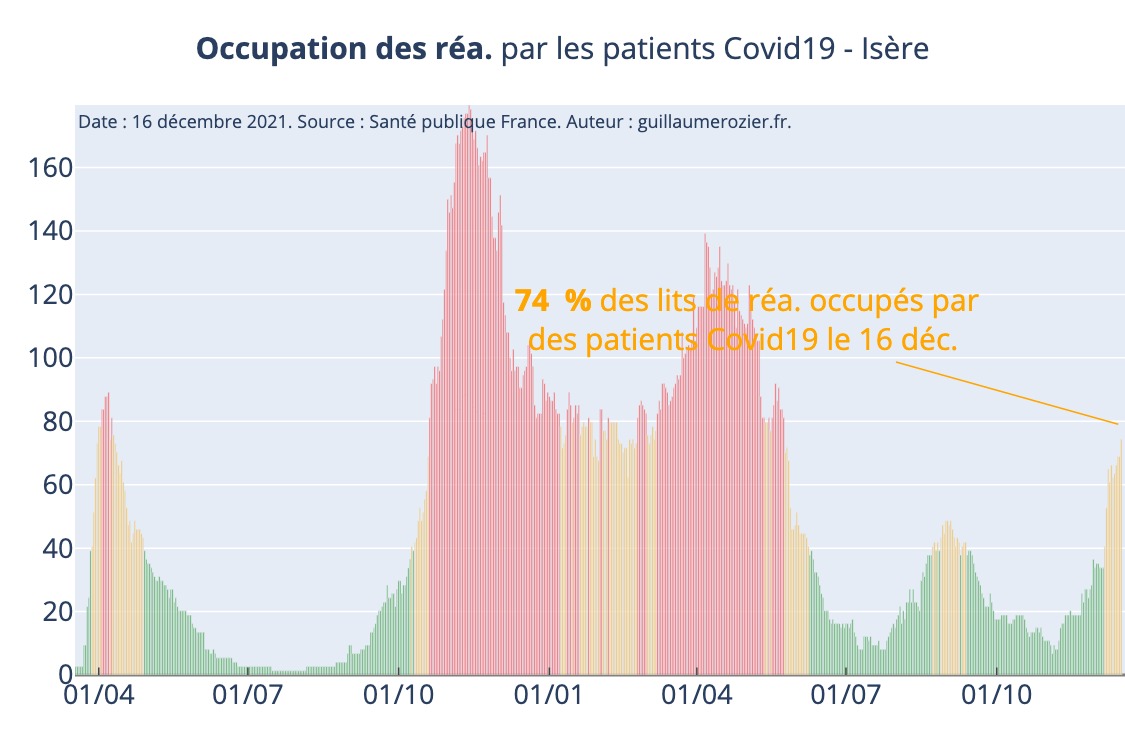 Occupation des réa. par les patients Covid19 - Isère
Date : 16 décembre 2021. Source : Santé publique France. Auteur : guillaumerozier.fr.
160
140
120
74 % des lits de réa. occupés par
des patients Covid19 le 16 déc.
100
80
60
40
20
0
01/04 01/07 01/10 01/01 01/04 01/07 01/10